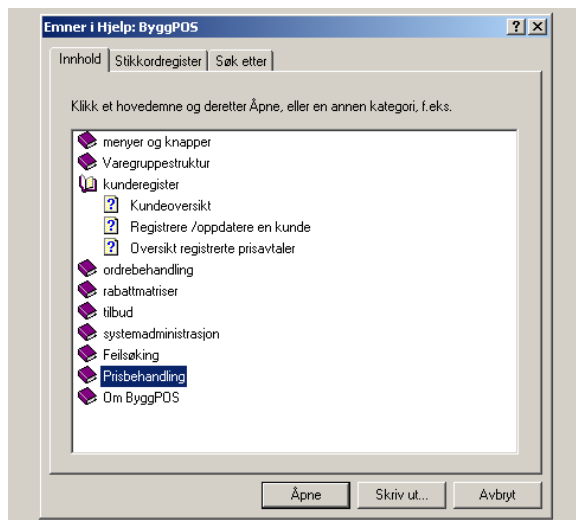 Emner i Hjelp: ByggPOS
Innhold Stikkordregister Søk etter
Klikk et hovedemne og deretter Åpne, eller en annen kategori, f.eks.
menyer og knapper
Varegruppestruktur
kunderegister
Kundeoversikt
Registrere /oppdatere en kunde
Oversikt registrerte prisavtaler
ordrebehandling
rabattmatriser
tilbud
systemadministrasjon
Feilsøking
Prisbehandling
Om ByggPOS
Åpne Skriv ut... Avbryt